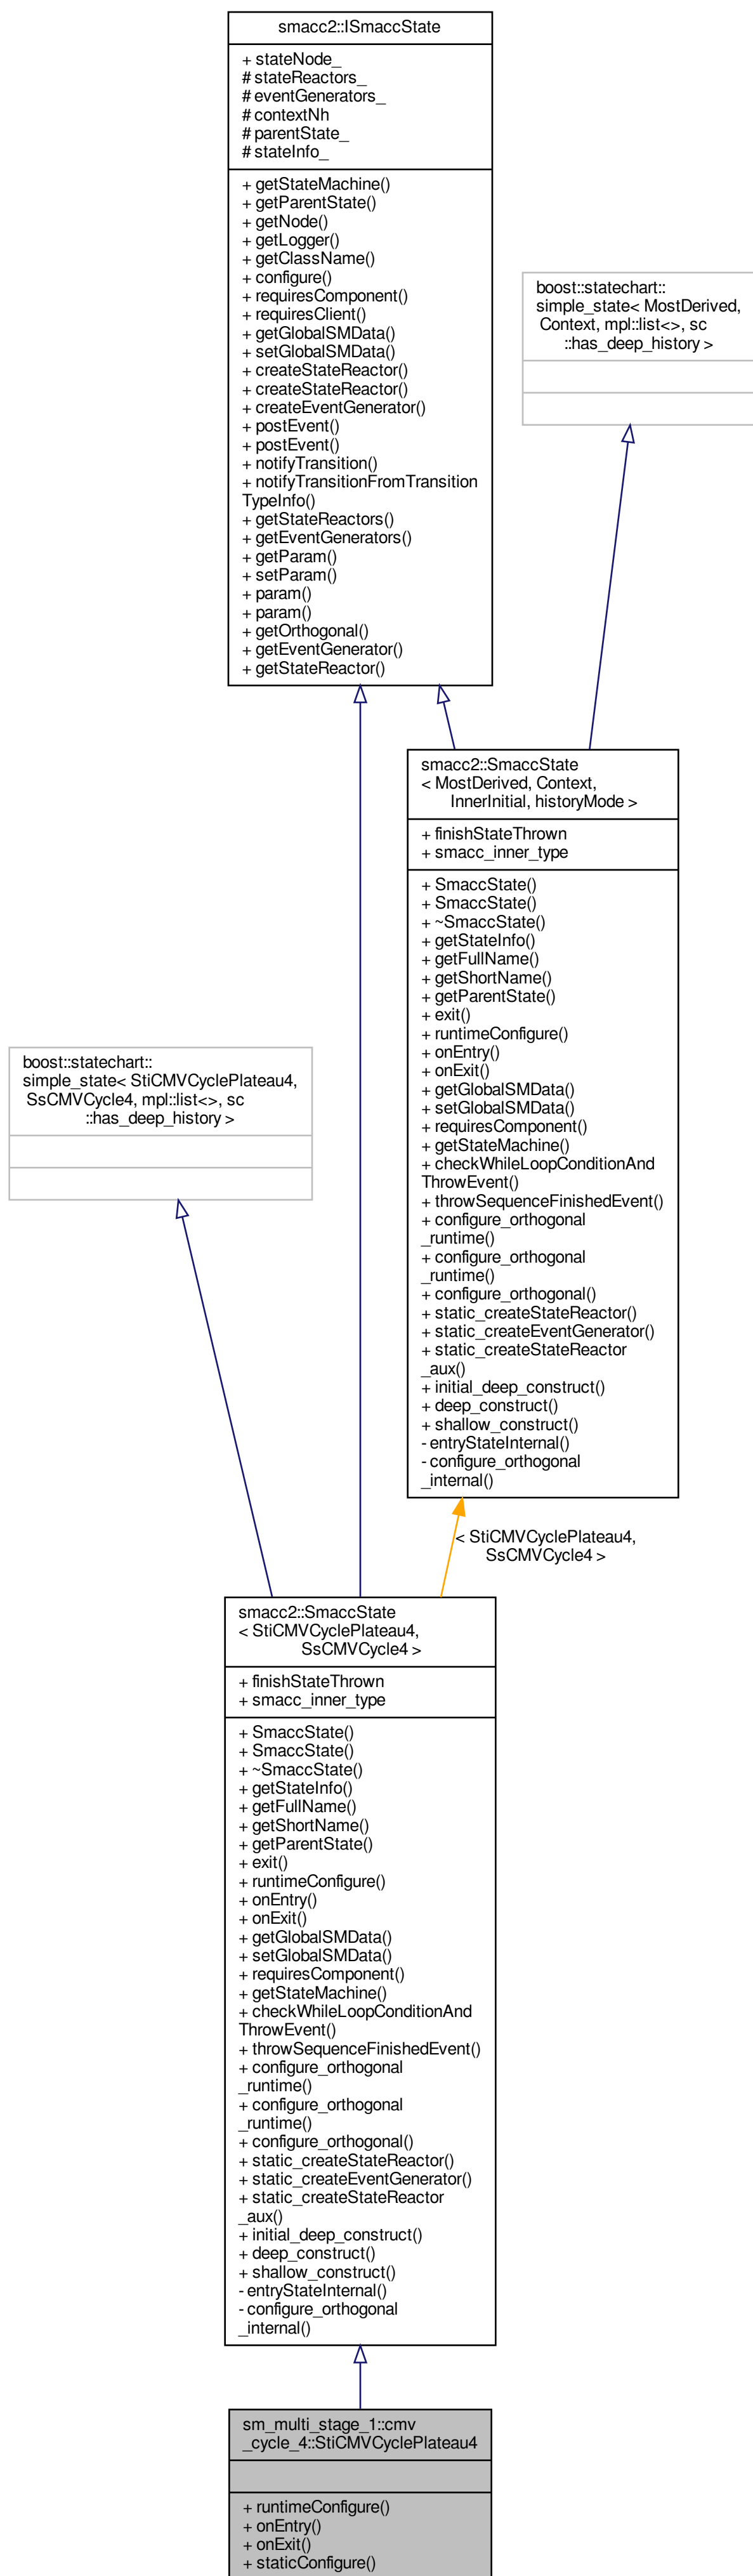 smacc2::ISmaccState
+ stateNode_
# stateReactors_
# eventGenerators_
# contextNh
# parentState_
# stateInfo_
+ getStateMachine()
+ getParentState()
+ getNode()
+ getLogger()
+ getClassName()
+ configure()
+ requiresComponent()
+ requiresClient()
+ getGlobalSMData()
+ setGlobalSMData()
+ createStateReactor()
+ createStateReactor()
+ createEventGenerator()
+ postEvent()
+ postEvent()
+ notifyTransition()
+ notifyTransitionFromTransition
TypeInfo()
+ getStateReactors()
+ getEventGenerators()
+ getParam()
+ setParam()
+ param()
+ param()
+ getOrthogonal()
+ getEventGenerator()
+ getStateReactor()
boost::statechart::
simple_state< MostDerived,
Context, mpl::list<>, sc
::has_deep_history >
smacc2::SmaccState
< MostDerived, Context,
InnerInitial, historyMode >
+ finishStateThrown
+ smacc_inner_type
+ SmaccState()
+ SmaccState()
+ ~SmaccState()
+ getStateInfo()
+ getFullName()
+ getShortName()
+ getParentState()
+ exit()
+ runtimeConfigure()
+ onEntry()
+ onExit()
+ getGlobalSMData()
+ setGlobalSMData()
+ requiresComponent()
+ getStateMachine()
+ checkWhileLoopConditionAnd
ThrowEvent()
+ throwSequenceFinishedEvent()
+ configure_orthogonal
_runtime()
+ configure_orthogonal
_runtime()
+ configure_orthogonal()
+ static_createStateReactor()
+ static_createEventGenerator()
+ static_createStateReactor
_aux()
+ initial_deep_construct()
+ deep_construct()
+ shallow_construct()
- entryStateInternal()
- configure_orthogonal
_internal()
boost::statechart::
simple_state< StiCMVCyclePlateau4,
SsCMVCycle4, mpl::list<>, sc
::has_deep_history >
< StiCMVCyclePlateau4,
SsCMVCycle4 >
smacc2::SmaccState
< StiCMVCyclePlateau4,
SsCMVCycle4 >
+ finishStateThrown
+ smacc_inner_type
+ SmaccState()
+ SmaccState()
+ ~SmaccState()
+ getStateInfo()
+ getFullName()
+ getShortName()
+ getParentState()
+ exit()
+ runtimeConfigure()
+ onEntry()
+ onExit()
+ getGlobalSMData()
+ setGlobalSMData()
+ requiresComponent()
+ getStateMachine()
+ checkWhileLoopConditionAnd
ThrowEvent()
+ throwSequenceFinishedEvent()
+ configure_orthogonal
_runtime()
+ configure_orthogonal
_runtime()
+ configure_orthogonal()
+ static_createStateReactor()
+ static_createEventGenerator()
+ static_createStateReactor
_aux()
+ initial_deep_construct()
+ deep_construct()
+ shallow_construct()
- entryStateInternal()
- configure_orthogonal
_internal()
sm_multi_stage_1::cmv
_cycle_4::StiCMVCyclePlateau4
+ runtimeConfigure()
+ onEntry()
+ onExit()
+ staticConfigure()